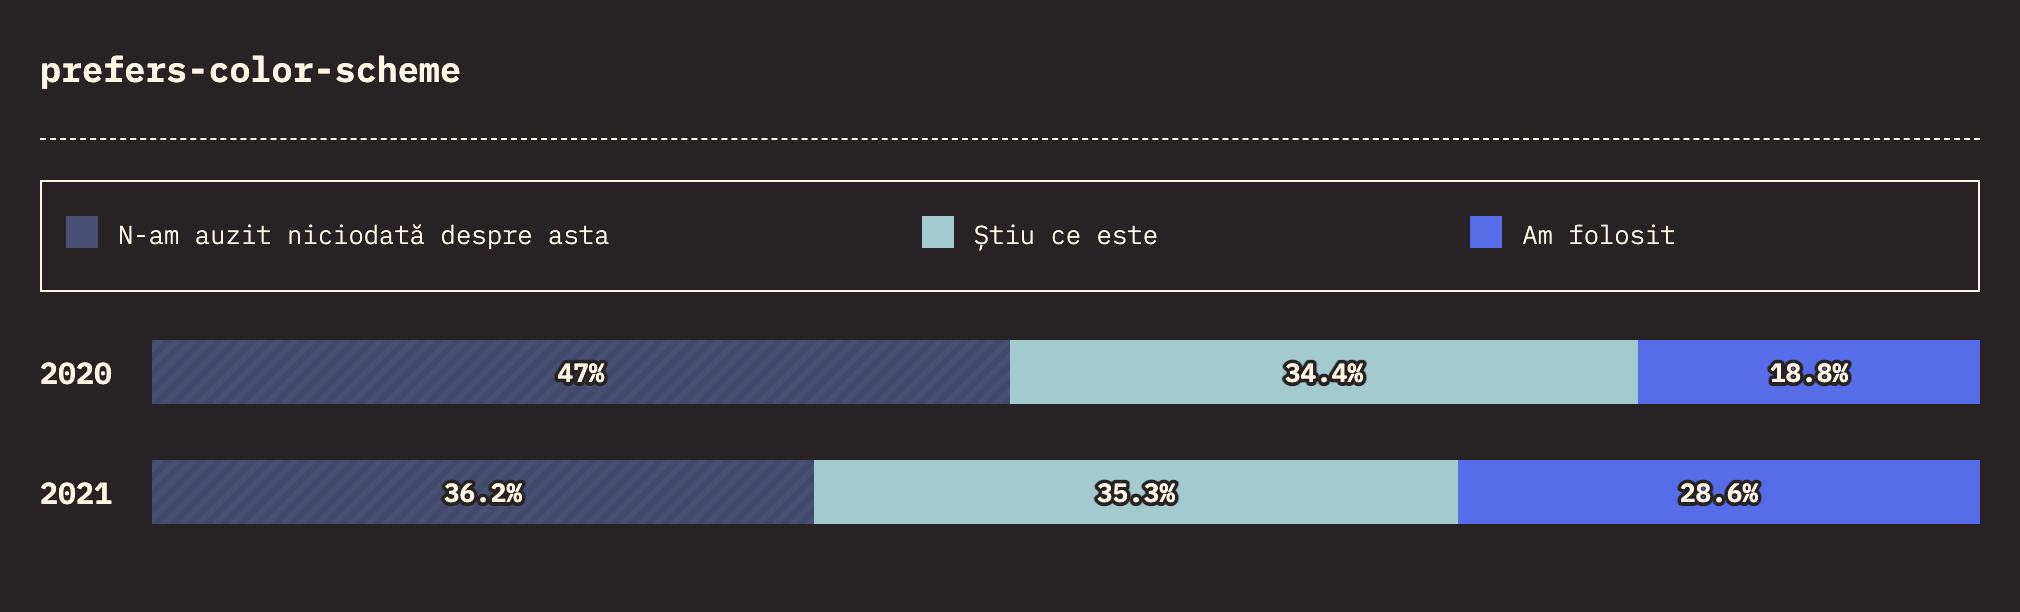 prefers-color-scheme
N-am auzit niciodată despre asta Știu ce este Am folosit
2020 47% 34.4% 18.8%
2021 36.2% 35.3% 28.6%